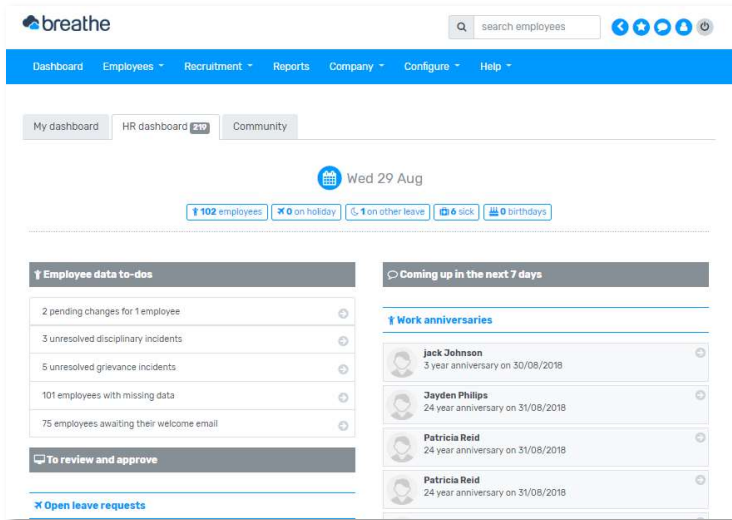 breathe
search employees
Dashboard Employees Recruitment Reports Company Configure Help
My dashboard HR dashboard 219 Community
Wed 29 Aug
102 employees 0 on holiday 1 on other leave 6 sick 0 birthdays
Employee data to-dos
2 pending changes for 1 employee
3 unresolved disciplinary incidents
5 unresolved grievance incidents
101 employees with missing data
75 employees awaiting their welcome email
To review and approve
Open leave requests
Coming up in the next 7 days
Work anniversaries
jack Johnson
3 year anniversary on 30/08/2018
Jayden Philips
24 year anniversary on 31/08/2018
Patricia Reid
24 year anniversary on 31/08/2018
Patricia Reid
24 year anniversary on 31/08/2018